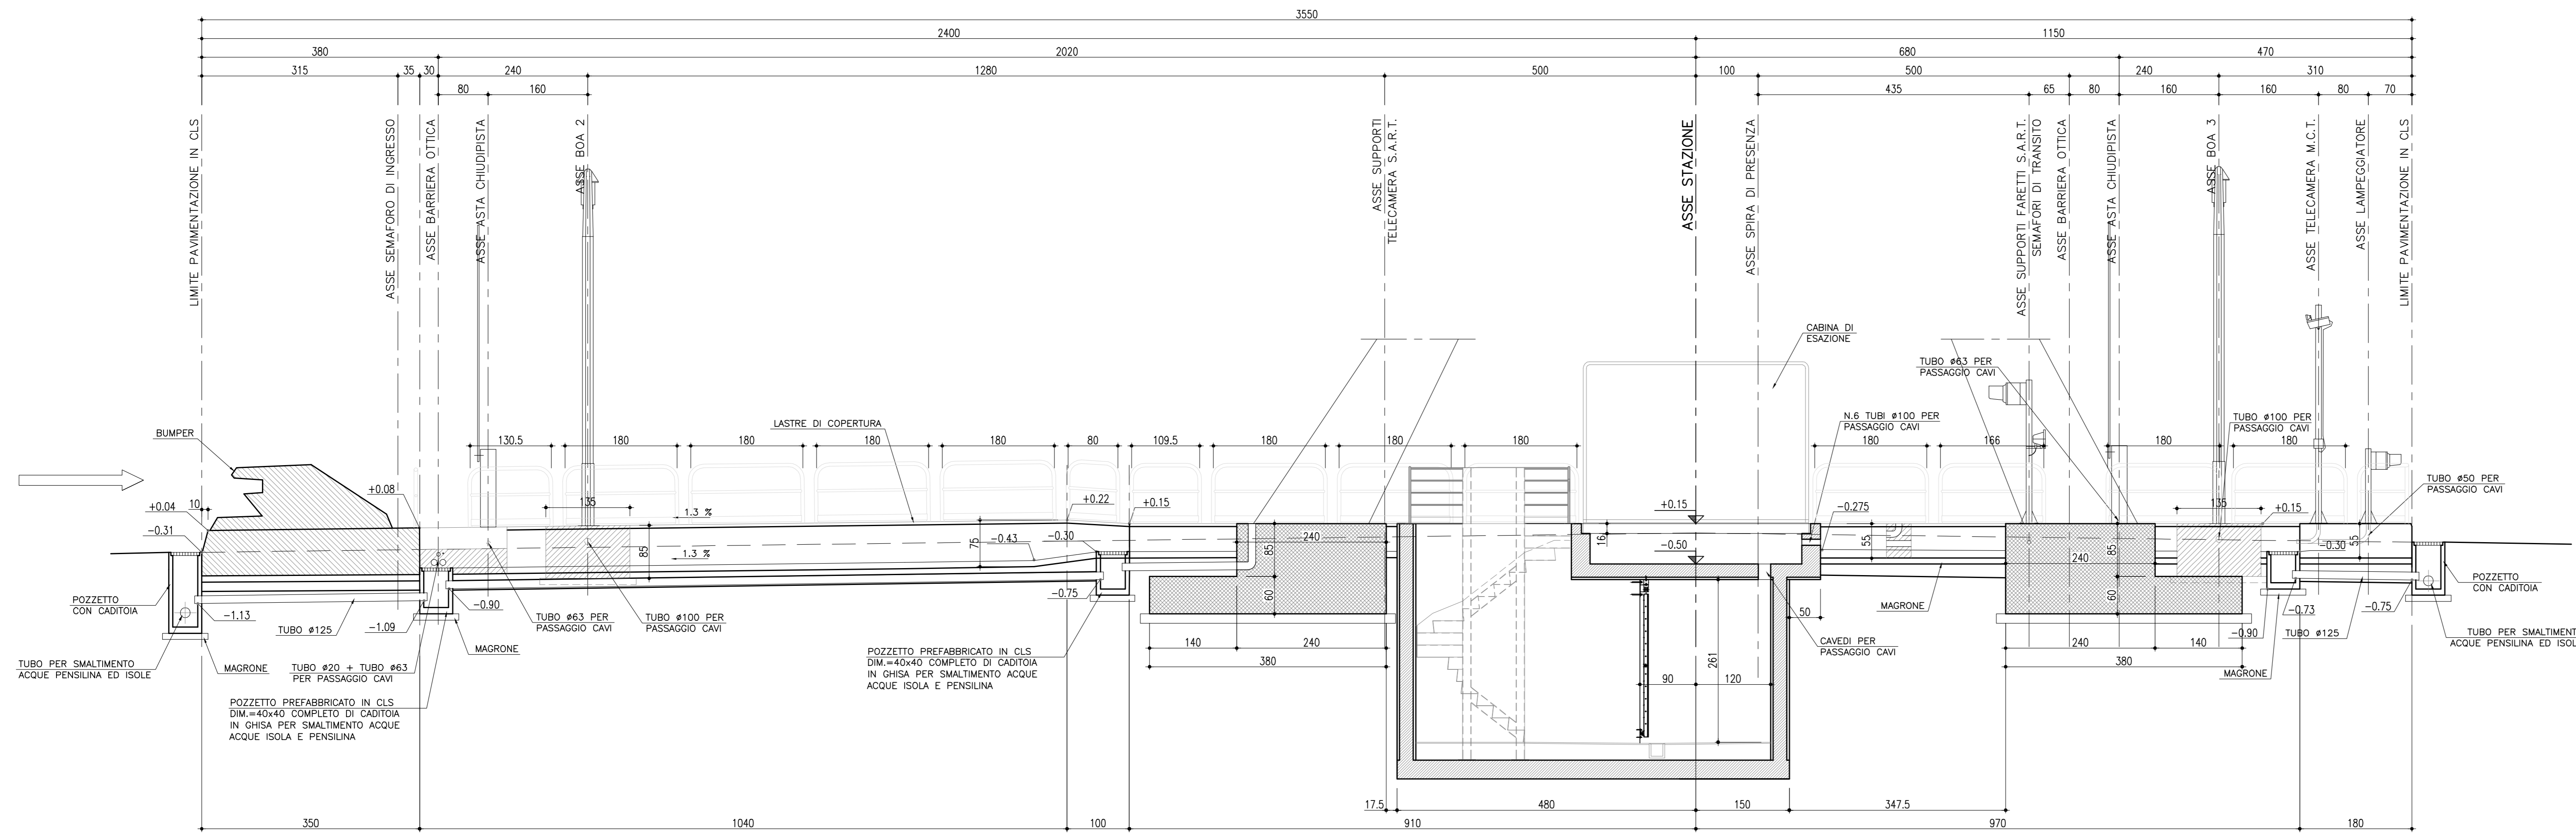 3550
2400 1150
380 2020 680 470
315 35 30 240 1280 500 100 500 240 310
80 160 435 65 80 160 160 80 70
LIMITE PAVIMENTAZIONE IN CLS
ASSE SEMAFORO DI INGRESSO
ASSE BARRIERA OTTICA
ASSE ASTA CHIUDIPISTA
ASSE BOA 2
ASSE SUPPORTI
TELECAMERA S.A.R.T.
ASSE STAZIONE
ASSE SPIRA DI PRESENZA
ASSE SUPPORTI FARETTI S.A.R.T.
SEMAFORI DI TRANSITO
ASSE BARRIERA OTTICA
ASSE ASTA CHIUDIPISTA
ASSE BOA 3
ASSE TELECAMERA M.C.T.
ASSE LAMPEGGIATORE
LIMITE PAVIMENTAZIONE IN CLS
CABINA DI
ESAZIONE
TUBO ø63 PER
PASSAGGIO CAVI
N.6 TUBI ø100 PER
PASSAGGIO CAVI
TUBO ø100 PER
PASSAGGIO CAVI
LASTRE DI COPERTURA
BUMPER
130.5 180 180 180 180 80 109.5 180 180 180 180 166 180 180
TUBO ø50 PER
PASSAGGIO CAVI
+0.08
+0.04
10
-0.31
135
1.3 %
+0.22
+0.15
+0.15
-0.275
135
+0.15
85
1.3 %
75
-0.43
-0.30
240
85
60
16
-0.50
55
240
85
60
-0.30
55
POZZETTO
CON CADITOIA
-1.13
TUBO ø125
-1.09
-0.90
TUBO ø63 PER
PASSAGGIO CAVI
TUBO ø100 PER
PASSAGGIO CAVI
-0.75
MAGRONE
50
-0.73
-0.90
TUBO ø125
-0.75
POZZETTO
CON CADITOIA
TUBO PER SMALTIMENTO
ACQUE PENSILINA ED ISOLE
MAGRONE
TUBO ø20 + TUBO ø63
PER PASSAGGIO CAVI
MAGRONE
POZZETTO PREFABBRICATO IN CLS
DIM.=40x40 COMPLETO DI CADITOIA
IN GHISA PER SMALTIMENTO ACQUE
ACQUE ISOLA E PENSILINA
140 240
380
261
90 120
CAVEDI PER
PASSAGGIO CAVI
240 140
380
MAGRONE
TUBO PER SMALTIM
ACQUE PENSILINA ED ISOL
POZZETTO PREFABBRICATO IN CLS
DIM.=40x40 COMPLETO DI CADITOIA
IN GHISA PER SMALTIMENTO ACQUE
ACQUE ISOLA E PENSILINA
17.5 480 150 347.5
350 1040 100 910 970 180